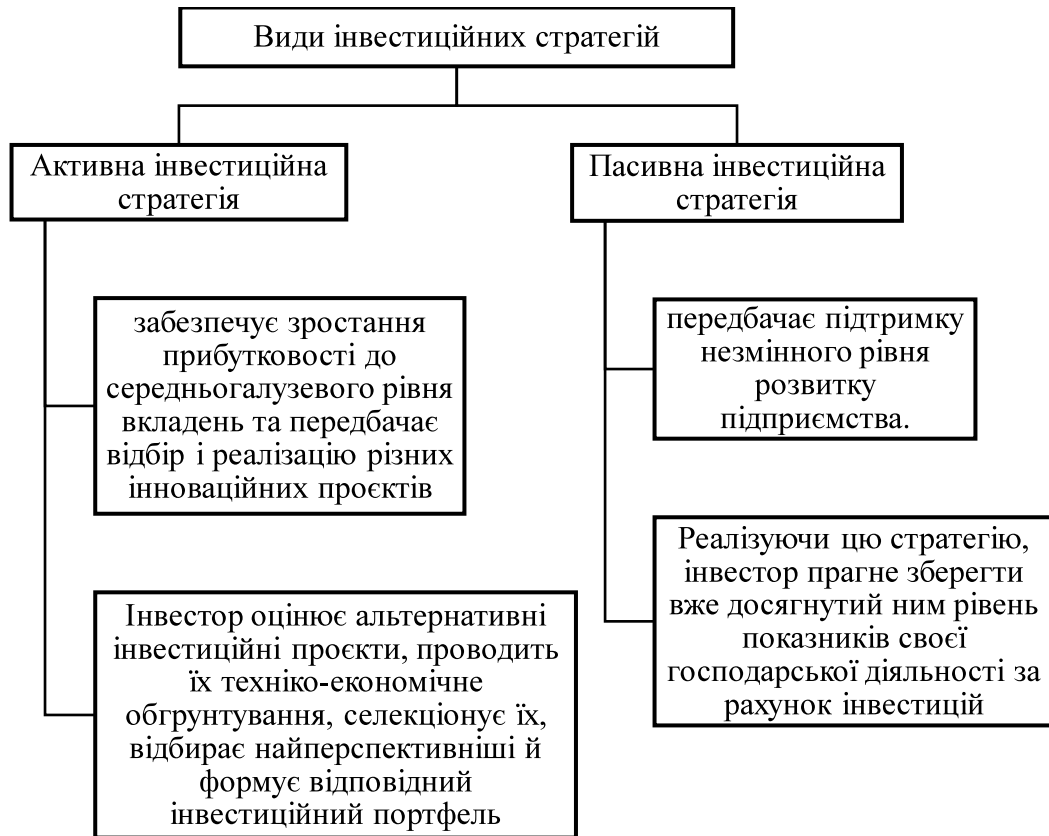 Види інвестиційних стратегій
Активна інвестиційна
стратегія
забезпечує зростання
прибутковості до
середньогалузевого рівня
вкладень та передбачає
відбір і реалізацію різних
інноваційних проєктів
Інвестор оцінює альтернативні
інвестиційні проєкти, проводить
їх техніко-економічне
обгрунтування, селекціонує їх,
відбирає найперспективніші й
формує відповідний
інвестиційний портфель
Пасивна інвестиційна
стратегія
передбачає підтримку
незмінного рівня
розвитку
підприємства.
Реалізуючи цю стратегію,
інвестор прагне зберегти
вже досягнутий ним рівень
показників своєї
господарської діяльності за
рахунок інвестицій